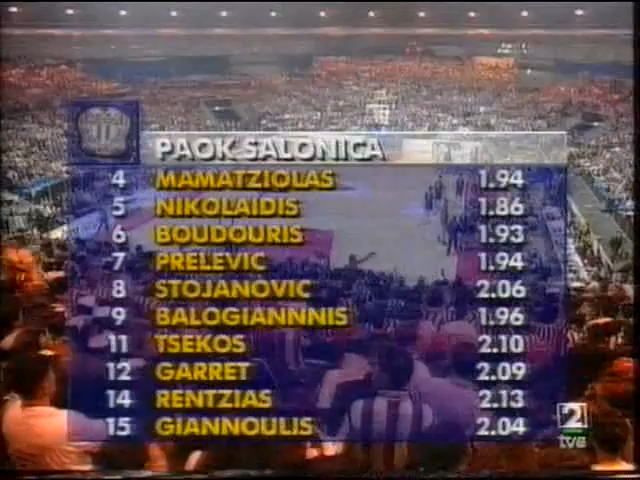 PAOK SALONICA
4 MAMATZIOLAS 1.94
5 NIKOLAIDIS 1.86
6 BOUDOURIS 1.93
7 PRELEVIC 1.94
8 STOJANOVIC 2.06
9 BALOGIANNNIS 1.96
11 TSEKOS 2.10
12 GARRET 2.09
14 RENTZIAS 2.13
15 GIANNOULIS 2.04
2
tve